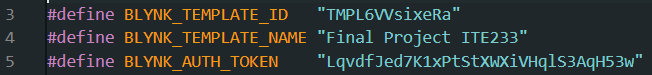 3 #define BLYNK_TEMPLATE_ID "TMPL6VVsixeRa"
4 #define BLYNK_TEMPLATE_NAME "Final Project ITE233"
5 #define BLYNK_AUTH_TOKEN "LqvdfJed7K1xPtStXWXiVHqlS3AqH53w"